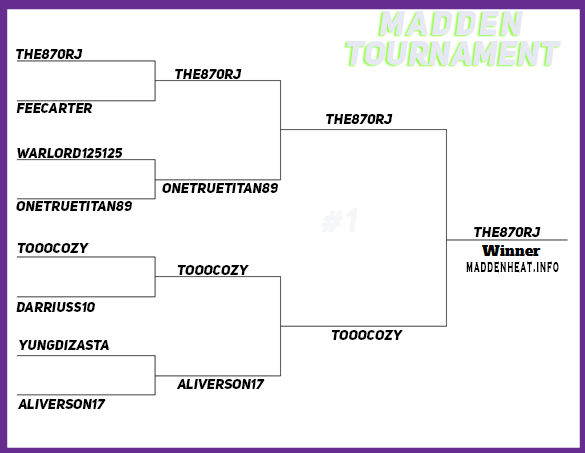 MADDEN
TOURNAMENT
THE870RJ
THE870RJ
FEECARTER
THE870RJ
WARLORD125125
ONETRUETITAN89
ONETRUETITAN89
#1
THE870RJ
Winner
MADDENHEAT.INFO
TOOOCOZY
TOOOCOZY
DARRIUSS10
TOOOCOZY
YUNGDIZASTA
ALIVERSON17
ALIVERSON17